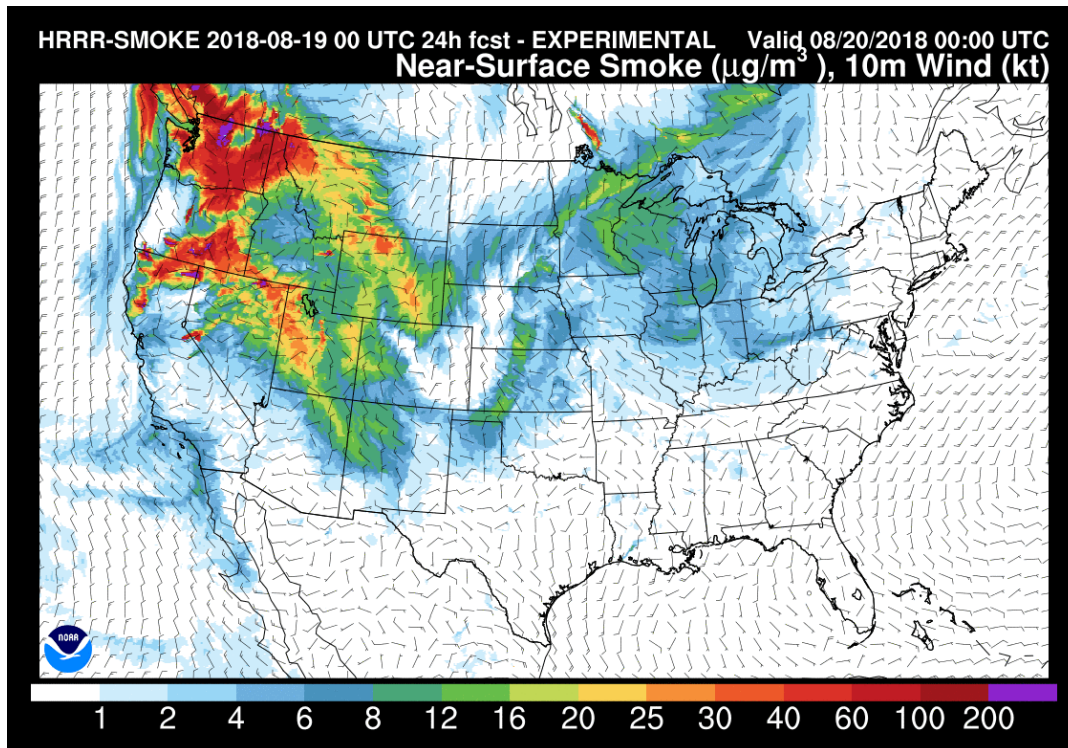 HRRR-SMOKE 2018-08-19 00 UTC 24h fcst - EXPERIMENTAL Valid 08/20/2018 00:00 UTC
Near-Surface Smoke (μg/m³ ), 10m Wind (kt)
NOAA
1 2 4 6 8 12 16 20 25 30 40 60 100 200